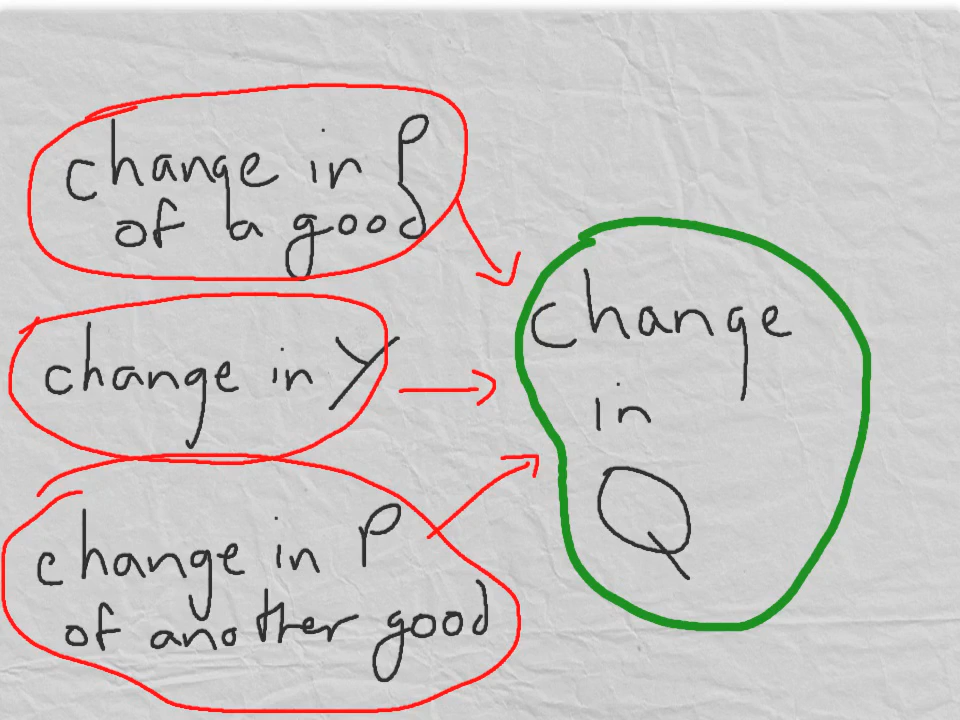 change in P
of a good
change in Y
change in P
of another good
change
in
Q